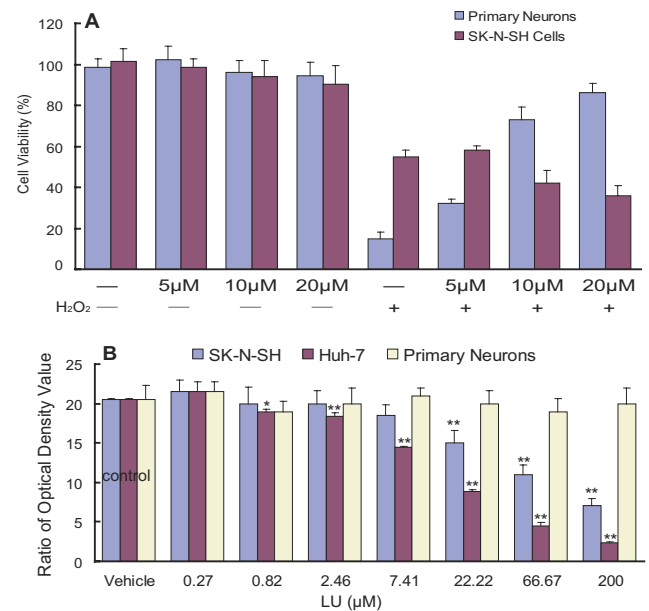 A
Primary Neurons
SK-N-SH Cells
Cell Viability (%)
120
100
80
60
40
20
0
— 5µM 10µM 20µM — 5µM 10µM 20µM
H₂O₂ — — — — + + + +
B
SK-N-SH Huh-7 Primary Neurons
Ratio of Optical Density Value
25
20
15
10
5
0
control
* ** ** ** ** ** ** ** **
Vehicle 0.27 0.82 2.46 7.41 22.22 66.67 200
LU (µM)